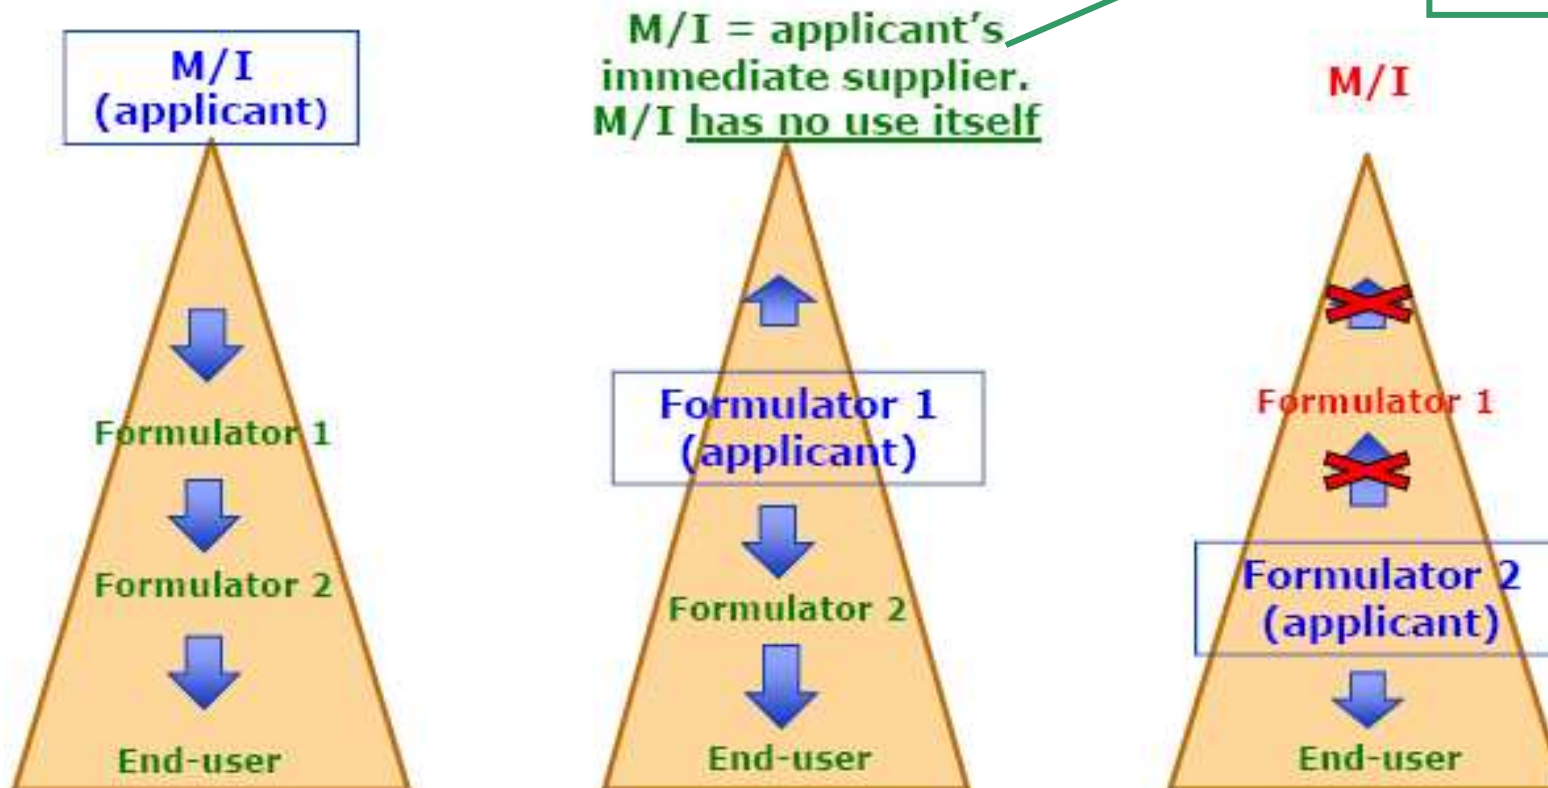 M/I
(applicant)
Formulator 1
Formulator 2
End-user
M/I = applicant's
immediate supplier.
M/I has no use itself
Formulator 1
(applicant)
Formulator 2
End-user
M/I
Formulator 1
Formulator 2
(applicant)
End-user